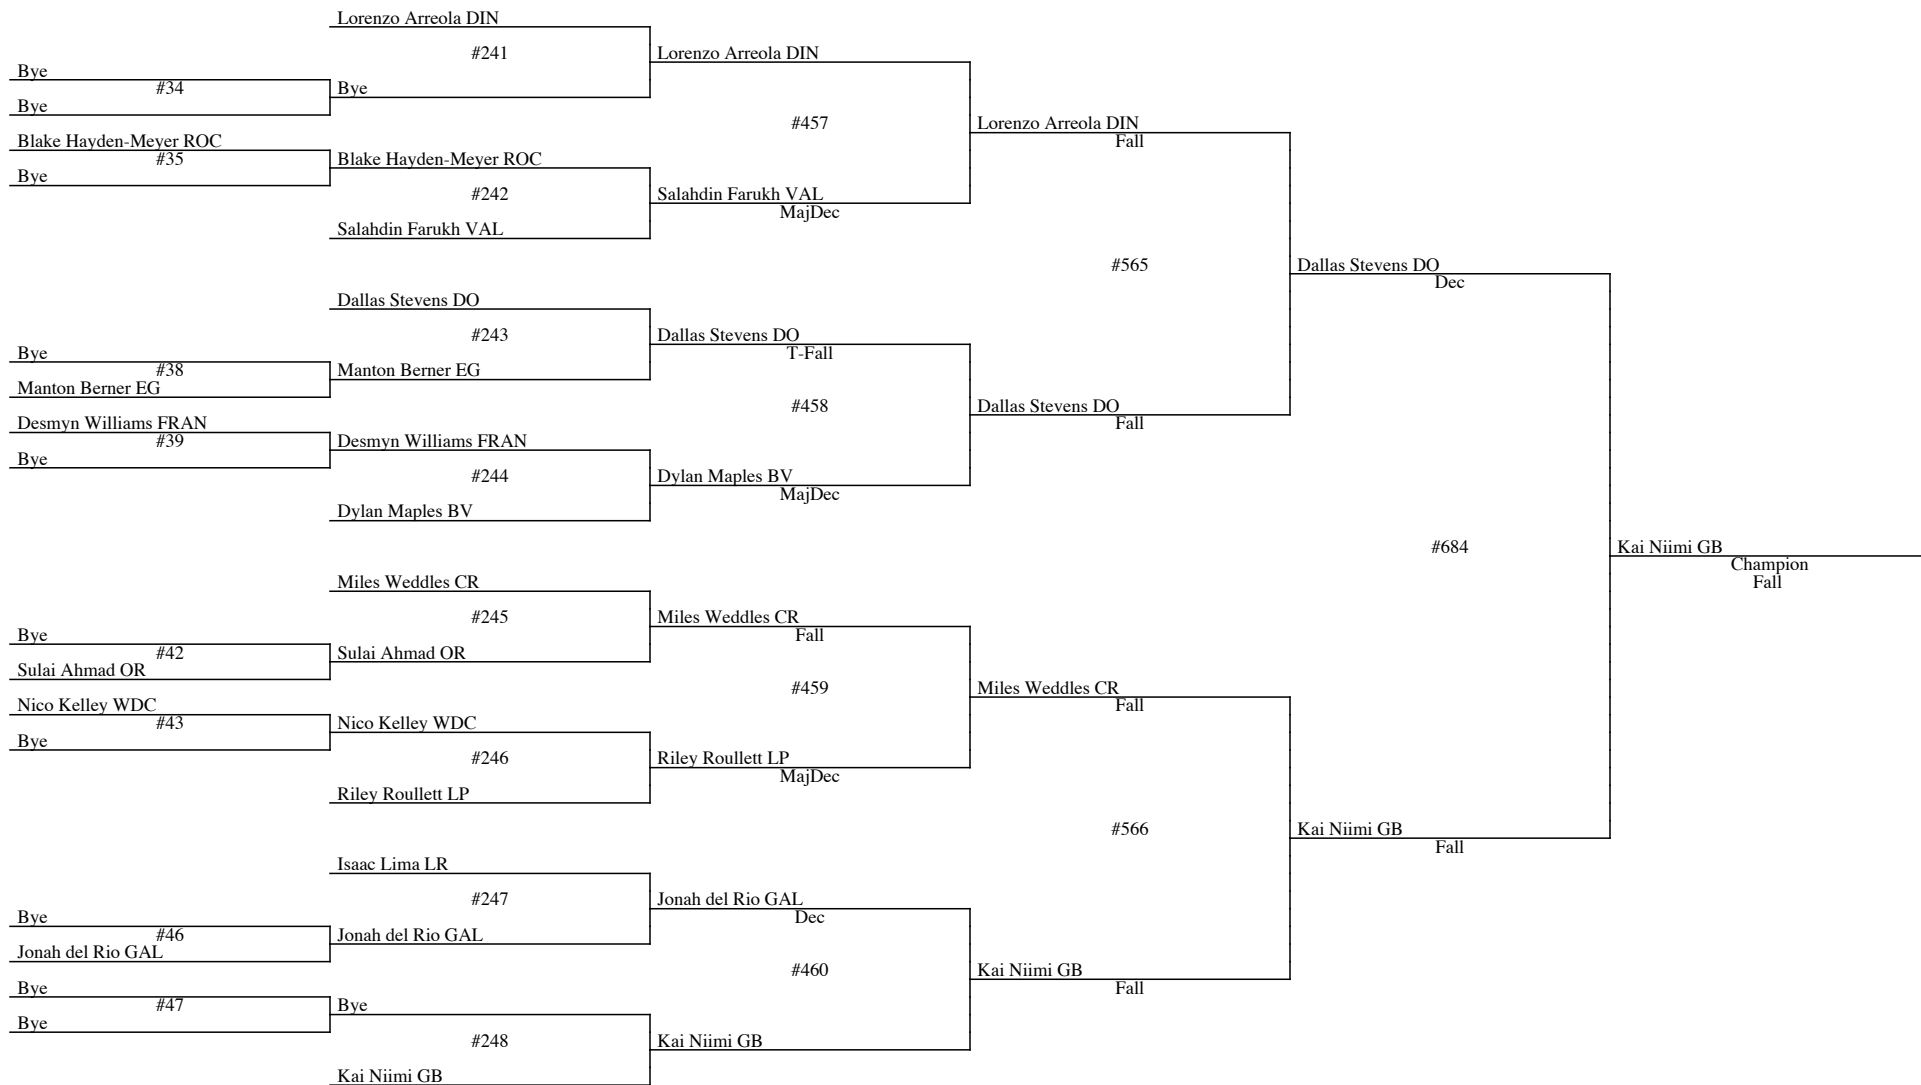 Lorenzo Arreola DIN
#241
Lorenzo Arreola DIN
Bye
#34
Bye
Bye
#457
Lorenzo Arreola DIN
Fall
Blake Hayden-Meyer ROC
#35
Blake Hayden-Meyer ROC
Bye
#242
Salahdin Farukh VAL
MajDec
Salahdin Farukh VAL
#565
Dallas Stevens DO
Dec
Dallas Stevens DO
#243
Dallas Stevens DO
T-Fall
Bye
#38
Manton Berner EG
Manton Berner EG
#458
Dallas Stevens DO
Fall
Desmyn Williams FRAN
#39
Desmyn Williams FRAN
Bye
#244
Dylan Maples BV
MajDec
Dylan Maples BV
#684
Kai Niimi GB
Champion
Fall
Miles Weddles CR
#245
Miles Weddles CR
Fall
Bye
#42
Sulai Ahmad OR
Sulai Ahmad OR
#459
Miles Weddles CR
Fall
Nico Kelley WDC
#43
Nico Kelley WDC
Bye
#246
Riley Roullett LP
MajDec
Riley Roullett LP
#566
Kai Niimi GB
Fall
Isaac Lima LR
#247
Jonah del Rio GAL
Dec
Bye
#46
Jonah del Rio GAL
Jonah del Rio GAL
#460
Kai Niimi GB
Fall
Bye
#47
Bye
Bye
#248
Kai Niimi GB
Kai Niimi GB